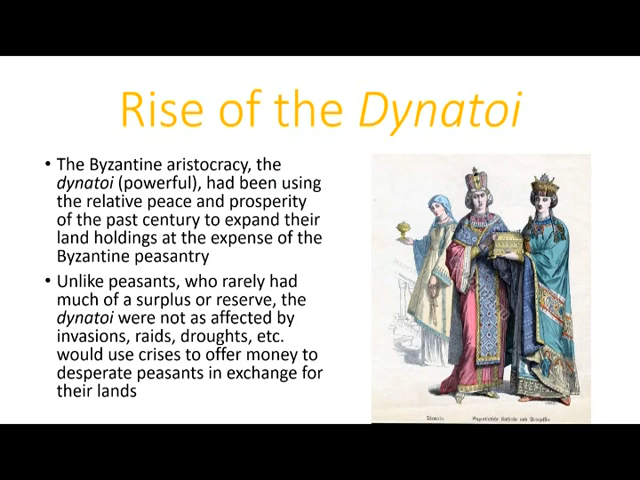 Rise of the Dynatoi
• The Byzantine aristocracy, the
dynatoi (powerful), had been using
the relative peace and prosperity
of the past century to expand their
land holdings at the expense of the
Byzantine peasantry
• Unlike peasants, who rarely had
much of a surplus or reserve, the
dynatoi were not as affected by
invasions, raids, droughts, etc.
would use crises to offer money to
desperate peasants in exchange for
their lands